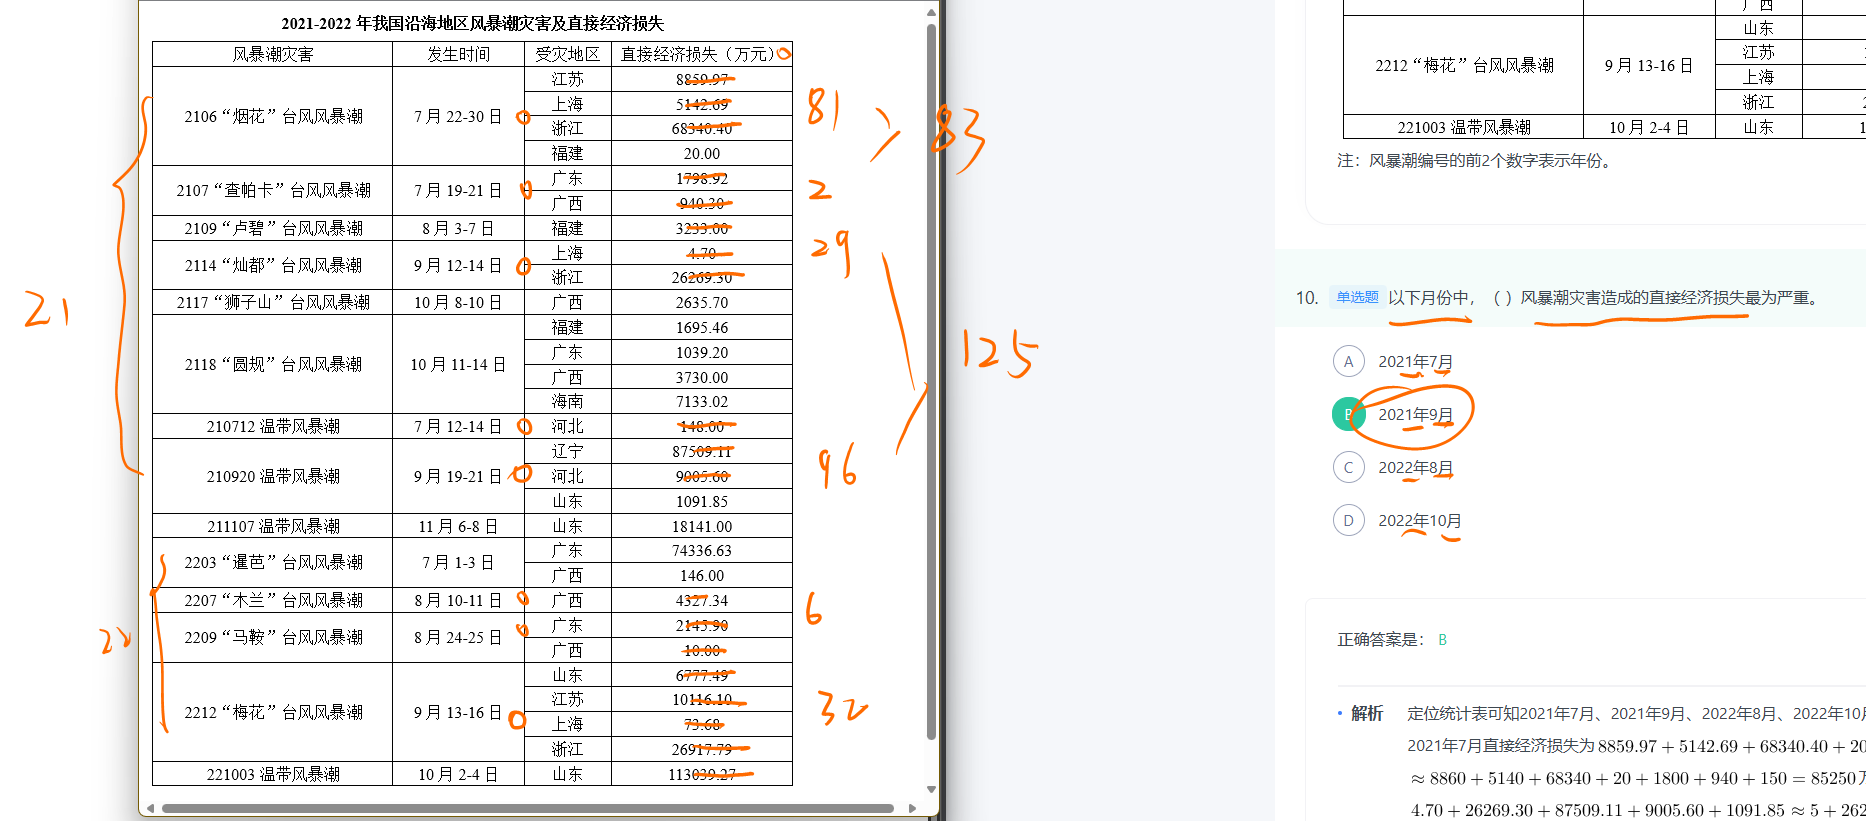 2021-2022 年我国沿海地区风暴潮灾害及直接经济损失
风暴潮灾害 发生时间 受灾地区 直接经济损失（万元）
2106“烟花”台风风暴潮 7 月 22-30 日 江苏 8859.97
上海 5142.69
浙江 68340.40
福建 20.00
2107“查帕卡”台风风暴潮 7 月 19-21 日 广东 1798.92
广西 940.30
2109“卢碧”台风风暴潮 8 月 3-7 日 福建 3233.00
2114“灿都”台风风暴潮 9 月 12-14 日 上海 4.70
浙江 26269.30
2117“狮子山”台风风暴潮 10 月 8-10 日 广西 2635.70
2118“圆规”台风风暴潮 10 月 11-14 日 福建 1695.46
广东 1039.20
广西 3730.00
海南 7133.02
210712 温带风暴潮 7 月 12-14 日 河北 148.00
210920 温带风暴潮 9 月 19-21 日 辽宁 87509.11
河北 9005.60
山东 1091.85
211107 温带风暴潮 11 月 6-8 日 山东 18141.00
2203“暹芭”台风风暴潮 7 月 1-3 日 广东 74336.63
广西 146.00
2207“木兰”台风风暴潮 8 月 10-11 日 广西 4327.34
2209“马鞍”台风风暴潮 8 月 24-25 日 广东 2145.90
广西 10.00
2212“梅花”台风风暴潮 9 月 13-16 日 山东 6777.49
江苏 10116.10
上海 73.68
浙江 26917.79
221003 温带风暴潮 10 月 2-4 日 山东 113039.27
21
22
81
83
2
29
125
96
6
32
广西
2212“梅花”台风风暴潮 9 月 13-16 日 山东
江苏
上海
浙江 2
221003 温带风暴潮 10 月 2-4 日 山东 1
注：风暴潮编号的前2个数字表示年份。
10. 单选题 以下月份中，（ ）风暴潮灾害造成的直接经济损失最为严重。
A 2021年7月
B 2021年9月
C 2022年8月
D 2022年10月
正确答案是： B
• 解析 定位统计表可知2021年7月、2021年9月、2022年8月、2022年10月
2021年7月直接经济损失为8859.97 + 5142.69 + 68340.40 + 20
≈ 8860 + 5140 + 68340 + 20 + 1800 + 940 + 150 = 85250万
4.70 + 26269.30 + 87509.11 + 9005.60 + 1091.85 ≈ 5 + 262